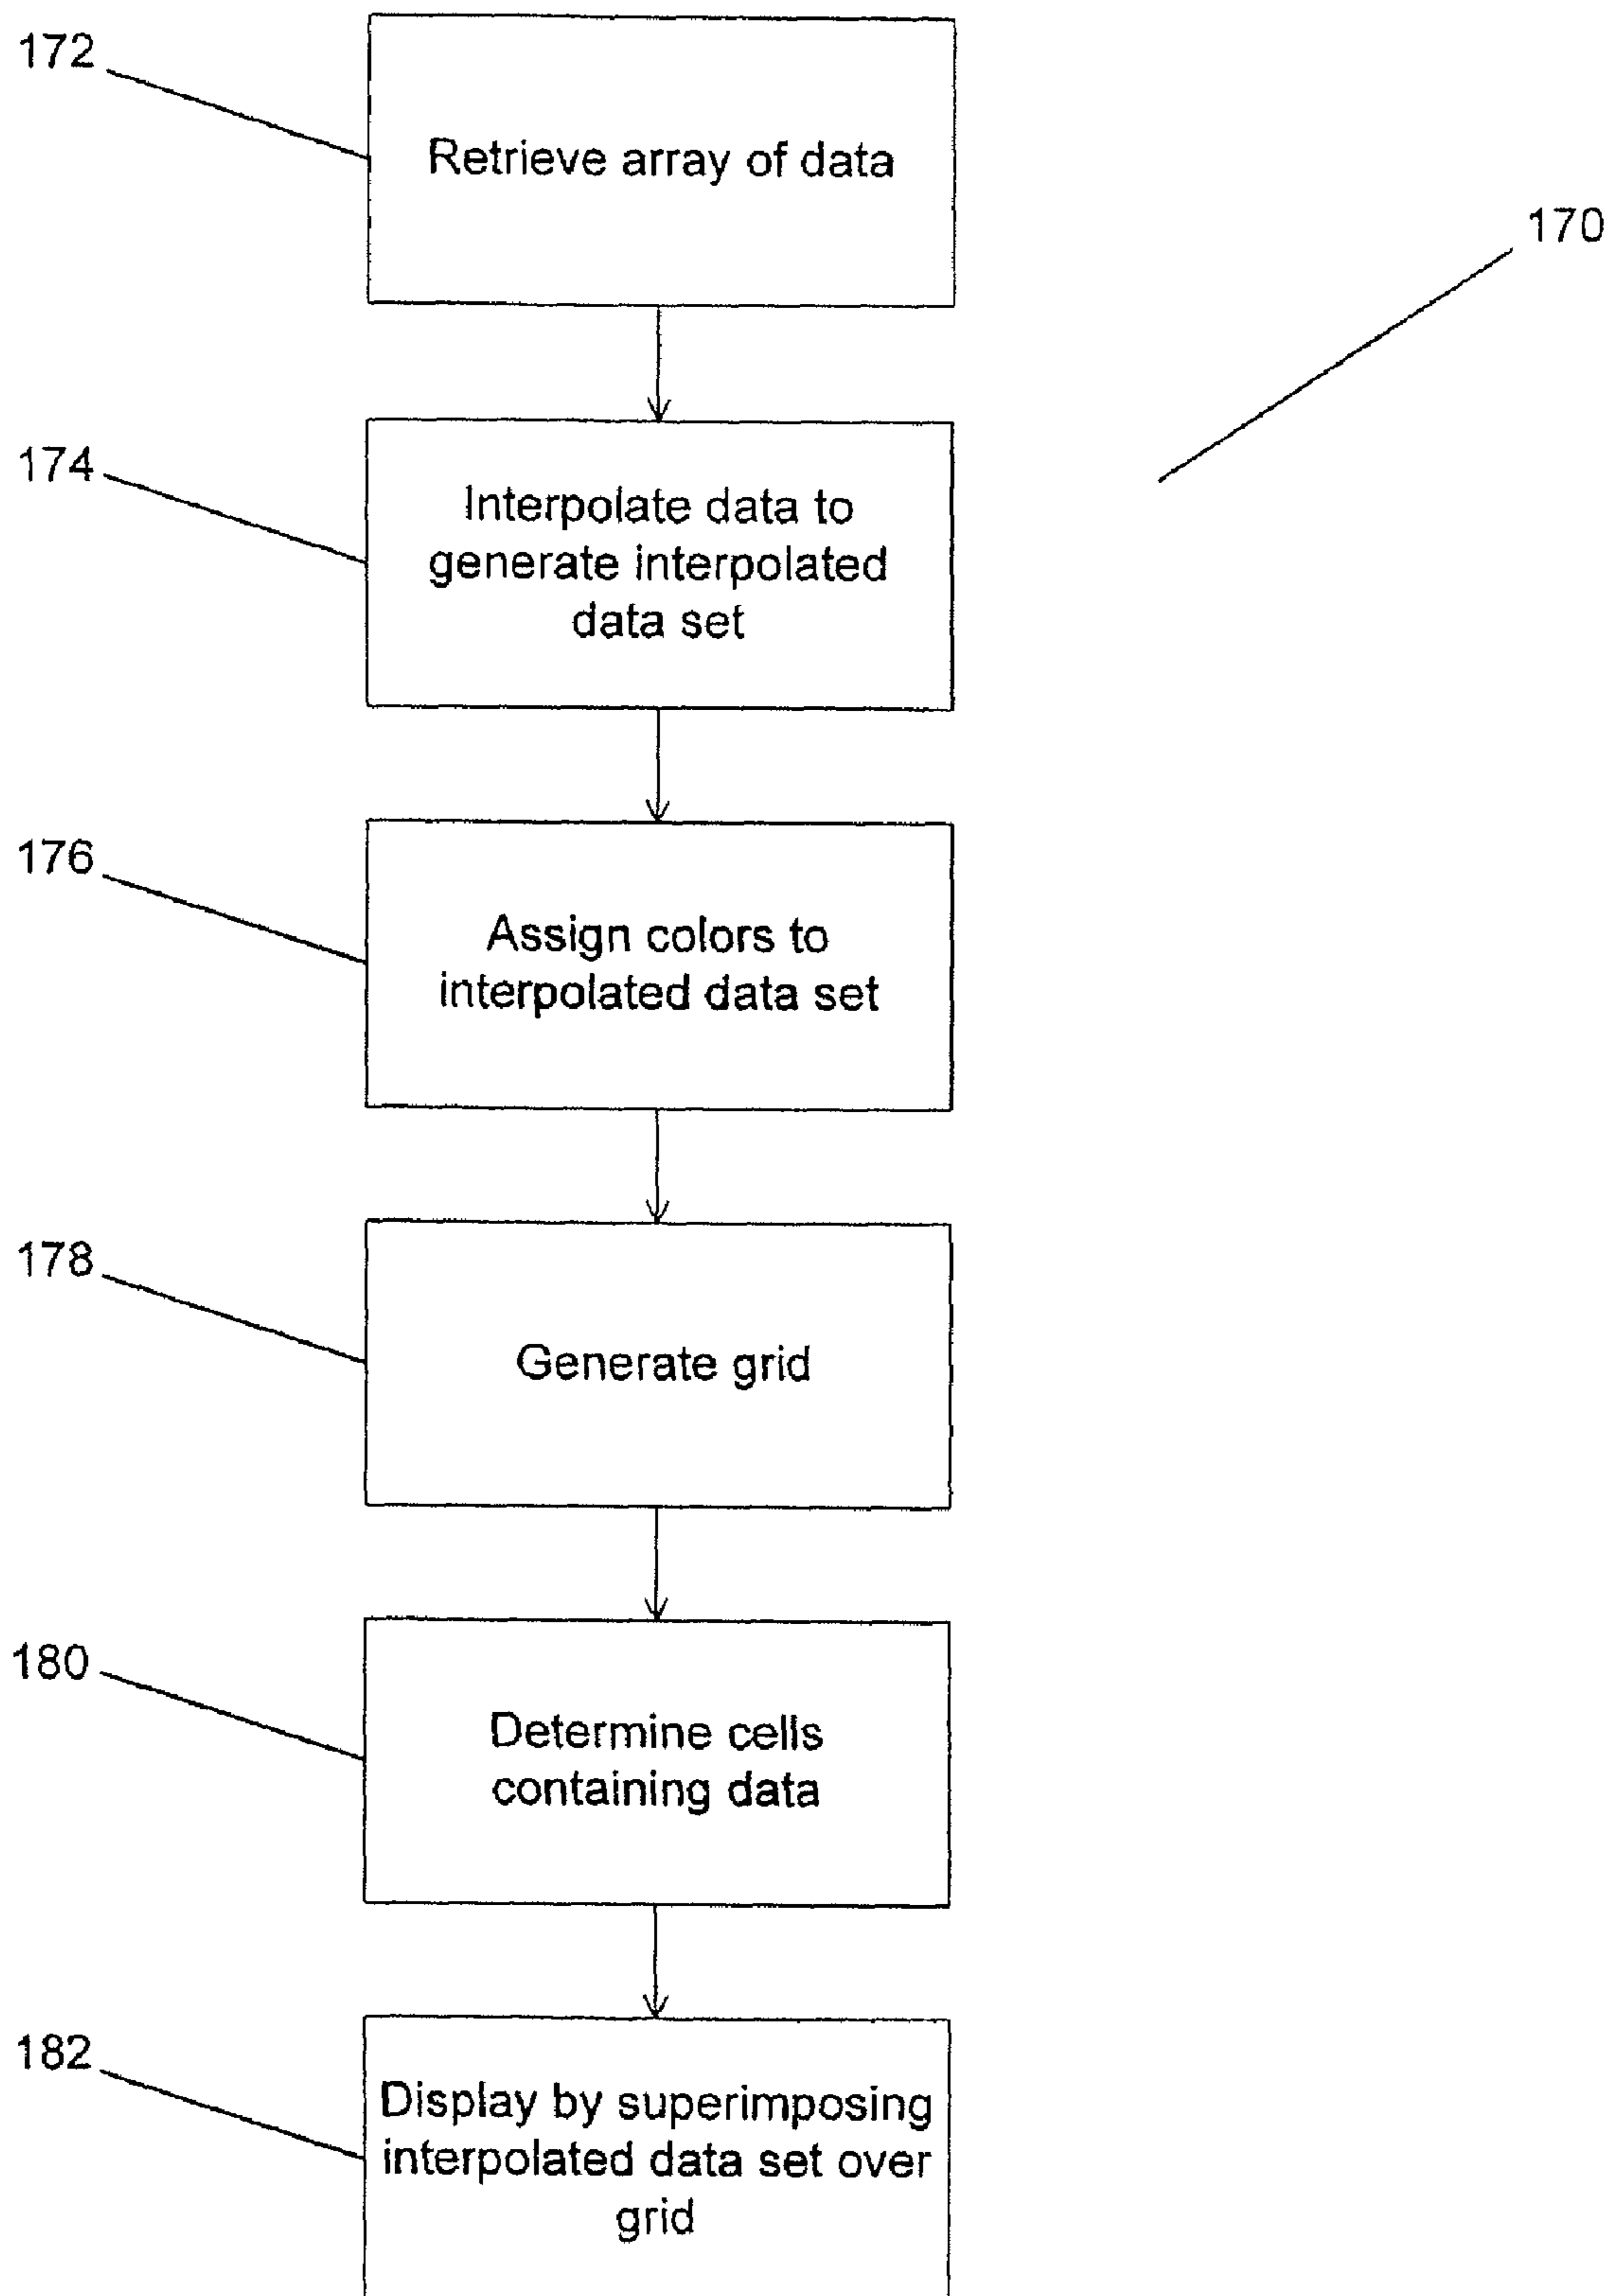 172
Retrieve array of data
170
174
Interpolate data to
generate interpolated
data set
176
Assign colors to
interpolated data set
178
Generate grid
180
Determine cells
containing data
182
Display by superimposing
interpolated data set over
grid